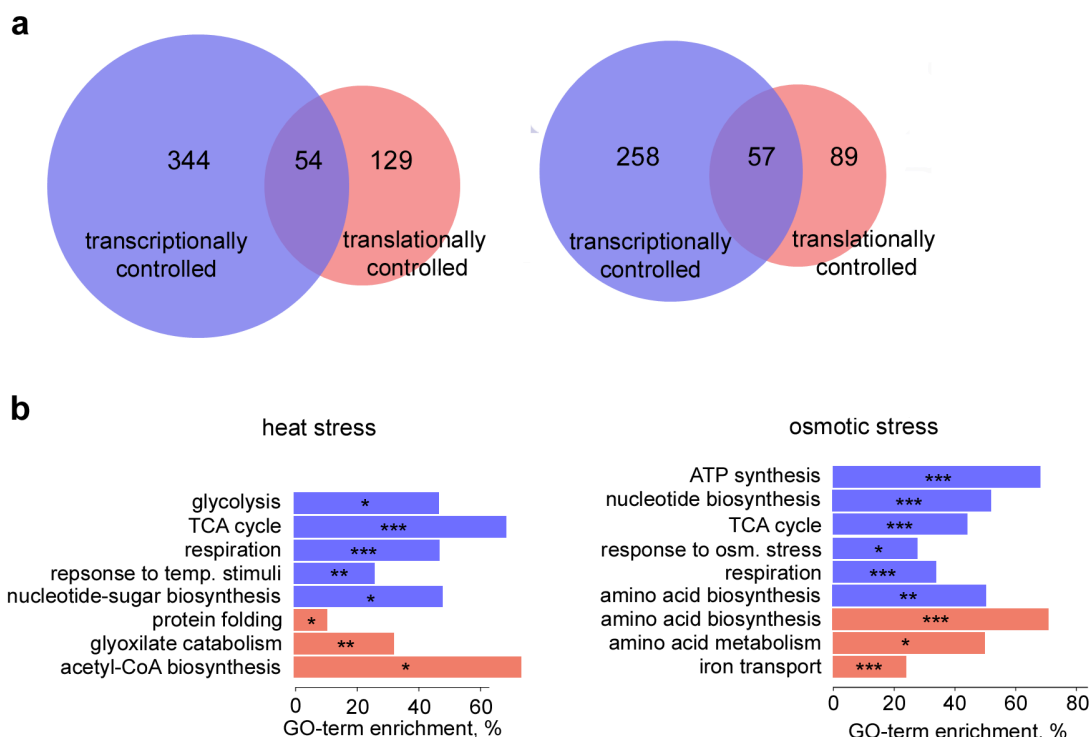 a
344
54
129
transcriptionally
controlled
translationally
controlled
258
57
89
transcriptionally
controlled
translationally
controlled
b
heat stress
glycolysis *
TCA cycle ***
respiration ***
repsonse to temp. stimuli **
nucleotide-sugar biosynthesis *
protein folding *
glyoxilate catabolism **
acetyl-CoA biosynthesis *
0 20 40 60
GO-term enrichment, %
osmotic stress
ATP synthesis ***
nucleotide biosynthesis ***
TCA cycle ***
response to osm. stress *
respiration ***
amino acid biosynthesis **
amino acid biosynthesis ***
amino acid metabolism *
iron transport ***
0 20 40 60 80
GO-term enrichment, %